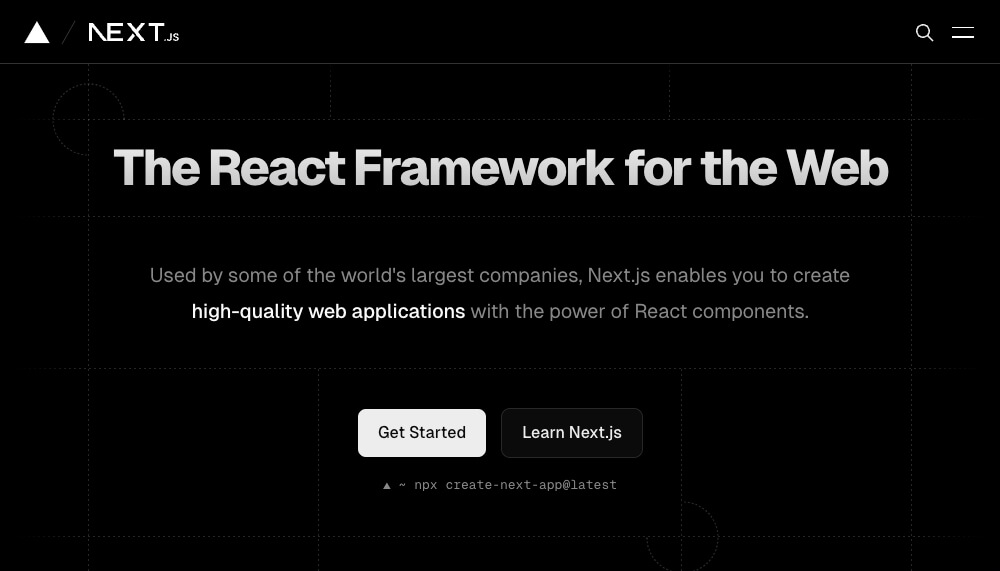 NEXT.JS
The React Framework for the Web
Used by some of the world's largest companies, Next.js enables you to create
high-quality web applications with the power of React components.
Get Started
Learn Next.js
▲ ~ npx create-next-app@latest